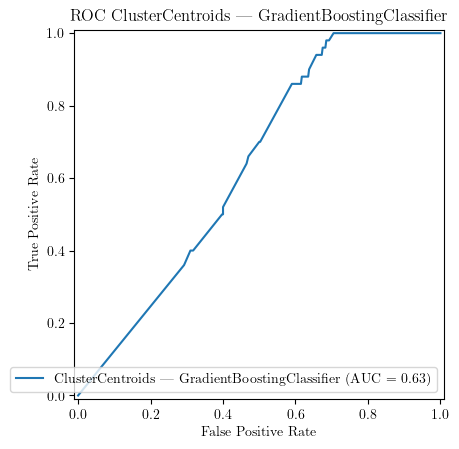 ROC ClusterCentroids — GradientBoostingClassifier
1.0
0.8
0.6
0.4
0.2
0.0
True Positive Rate
ClusterCentroids — GradientBoostingClassifier (AUC = 0.63)
0.0 0.2 0.4 0.6 0.8 1.0
False Positive Rate